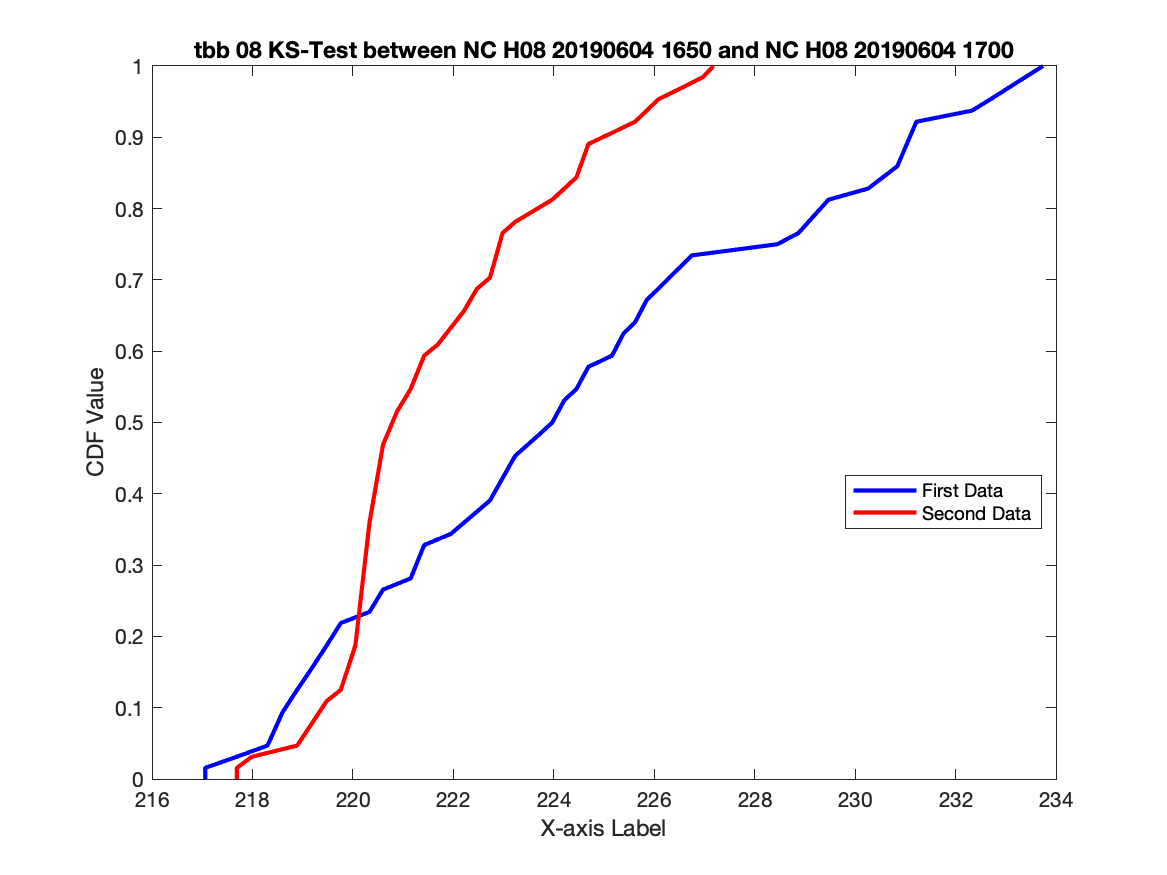 tbb 08 KS-Test between NC H08 20190604 1650 and NC H08 20190604 1700
1
0.9
0.8
0.7
0.6
0.5
0.4
0.3
0.2
0.1
0
CDF Value
First Data
Second Data
216 218 220 222 224 226 228 230 232 234
X-axis Label